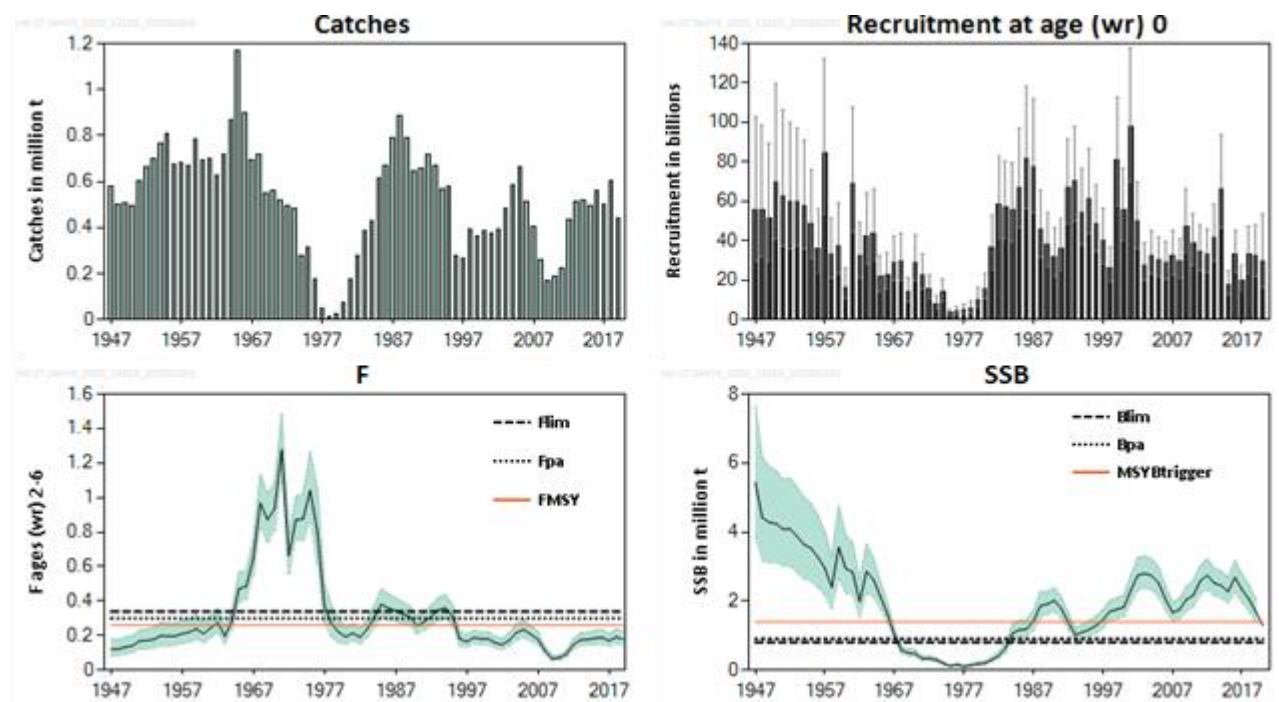 Catches
1.2
1
0.8
0.6
0.4
0.2
0
Catches in million t
1947 1957 1967 1977 1987 1997 2007 2017
Recruitment at age (wr) 0
140
120
100
80
60
40
20
0
Recruitment in billions
1947 1957 1967 1977 1987 1997 2007 2017
F
1.6
1.4
1.2
1
0.8
0.6
0.4
0.2
0
F ages (wr) 2-6
Flim
Fpa
FMSY
1947 1957 1967 1977 1987 1997 2007 2017
SSB
8
6
4
2
0
SSB in million t
Blim
Bpa
MSYBtrigger
1947 1957 1967 1977 1987 1997 2007 2017